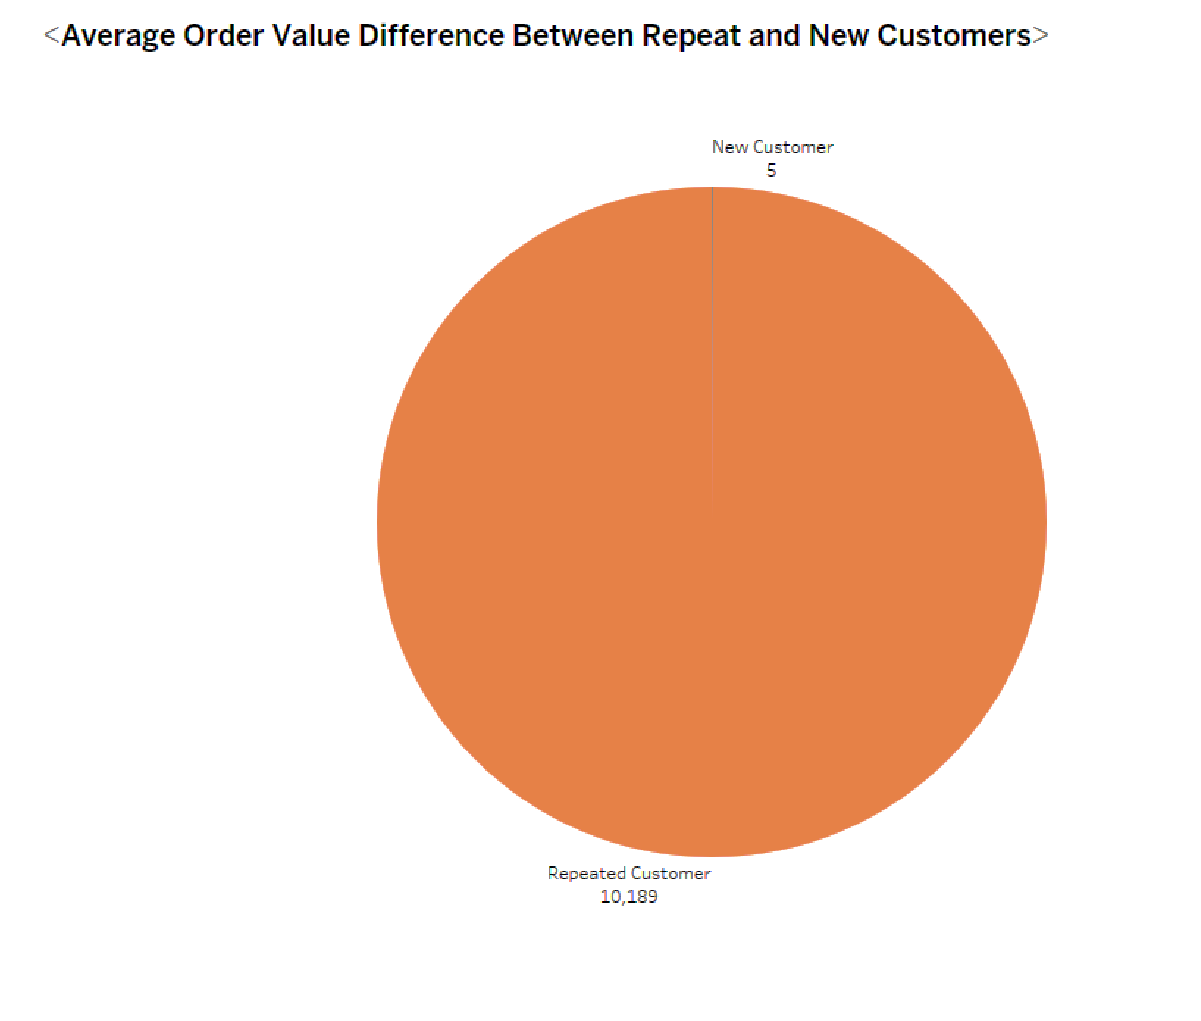 <Average Order Value Difference Between Repeat and New Customers>
New Customer
5
Repeated Customer
10,189